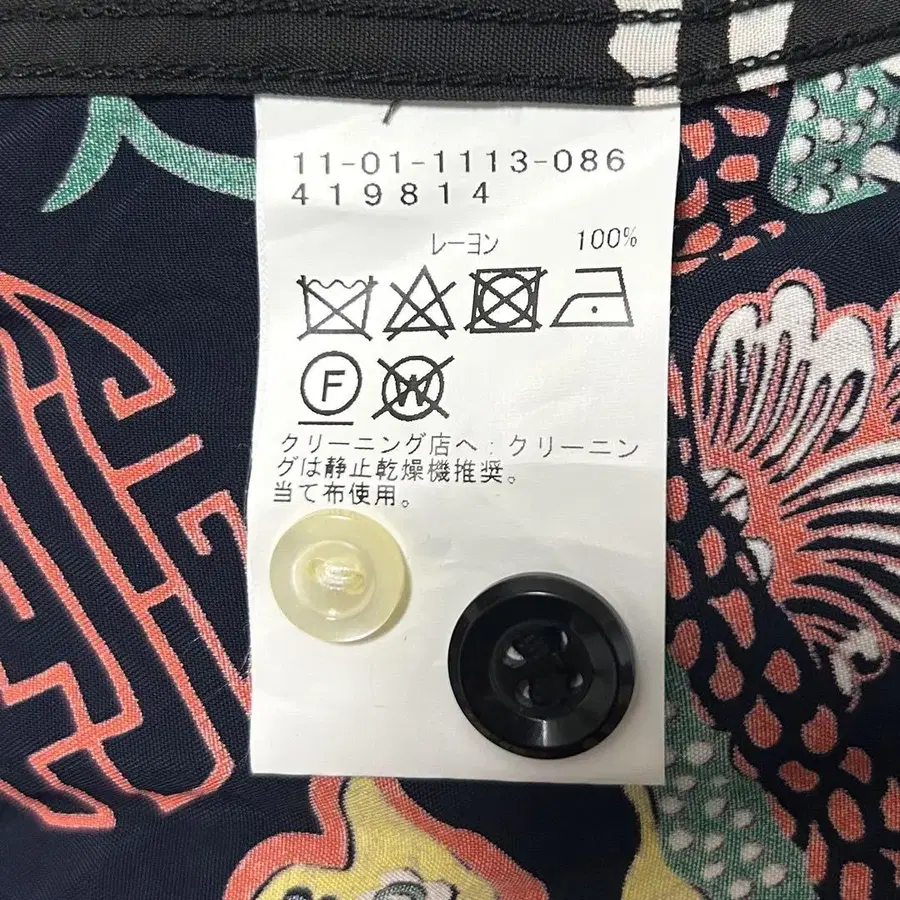 11-01-1113-086
419814
レーヨン 100%
F W
クリーニング店へ:クリーニン
グは静止乾燥機推奨。
当て布使用。